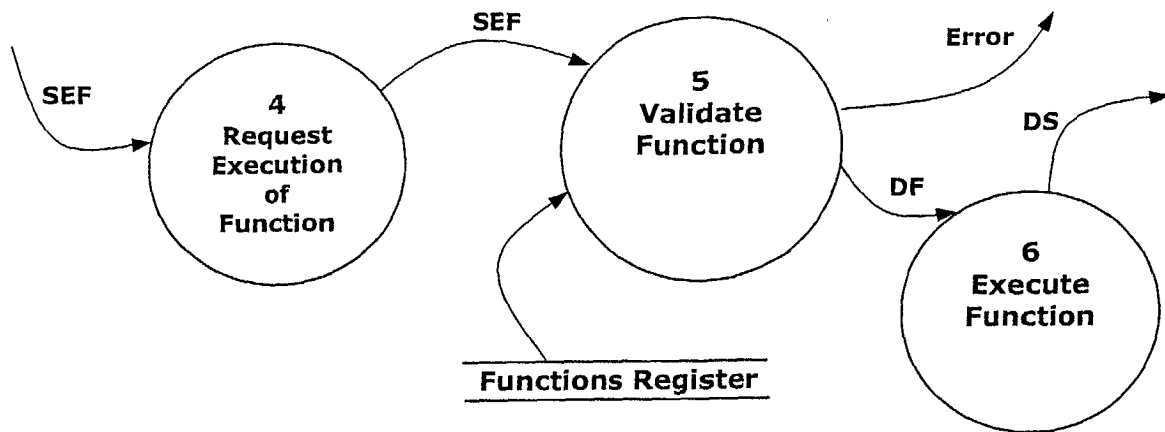 SEF
4
Request
Execution
of
Function
SEF
5
Validate
Function
Error
DF
DS
6
Execute
Function
Functions Register